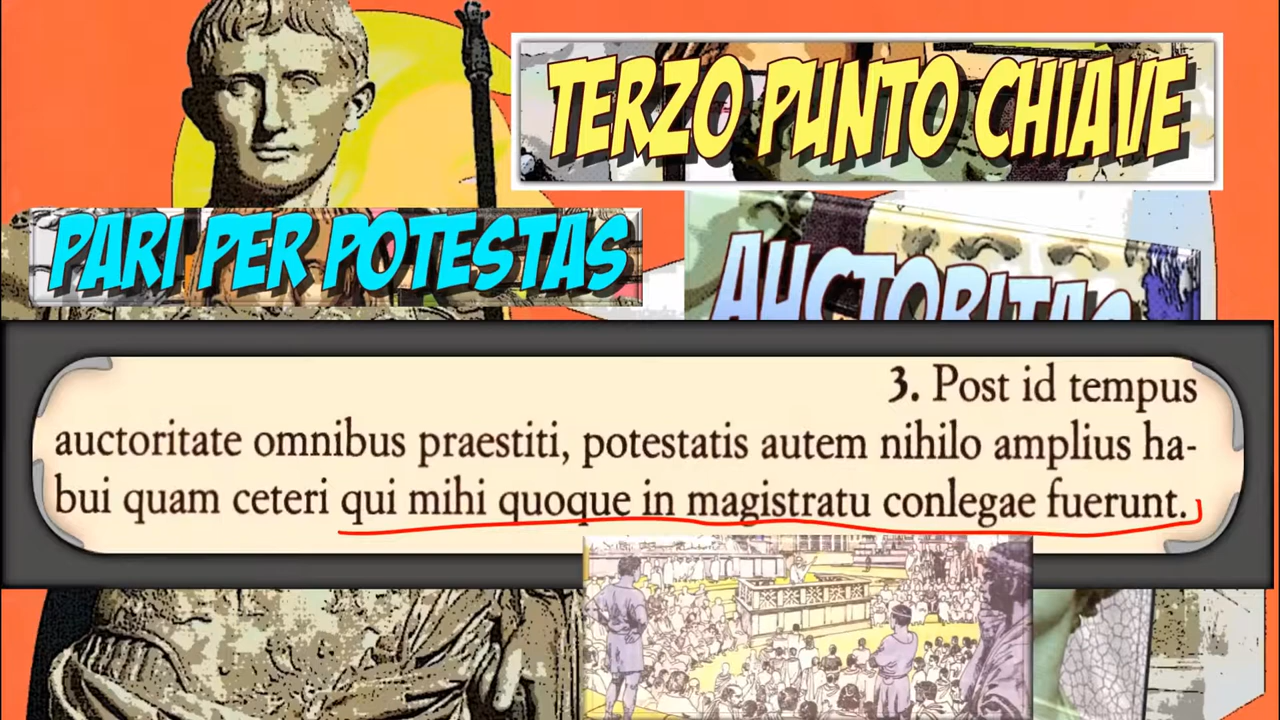 TERZO PUNTO CHIAVE
PARI PER POTESTAS
AUCTORITAS
3. Post id tempus
auctoritate omnibus praestiti, potestatis autem nihilo amplius ha-
bui quam ceteri qui mihi quoque in magistratu conlegae fuerunt.